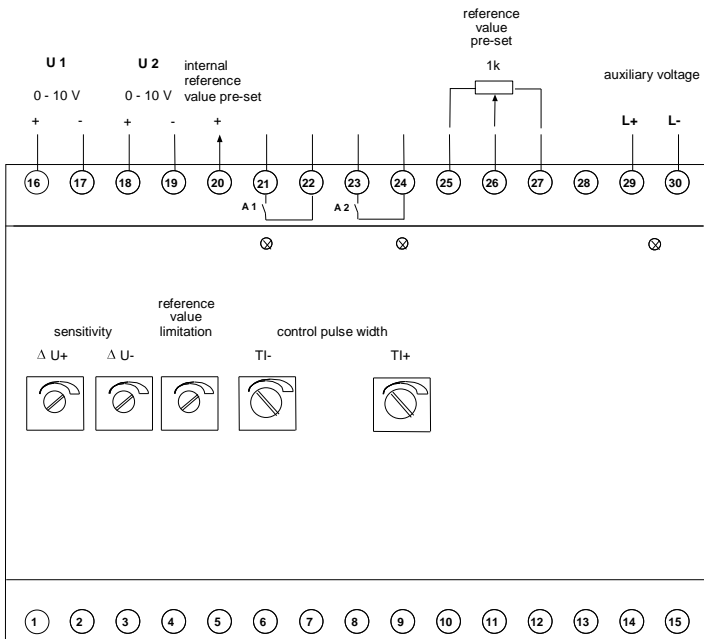 reference
value
pre-set
1k
U 1
U 2
internal
reference
value pre-set
auxiliary voltage
0 - 10 V
0 - 10 V
+ - + - + L+ L-
16 17 18 19 20 21 22 23 24 25 26 27 28 29 30
A 1
A 2
reference
value
limitation
sensitivity
control pulse width
Δ U+
Δ U-
TI-
TI+
1 2 3 4 5 6 7 8 9 10 11 12 13 14 15